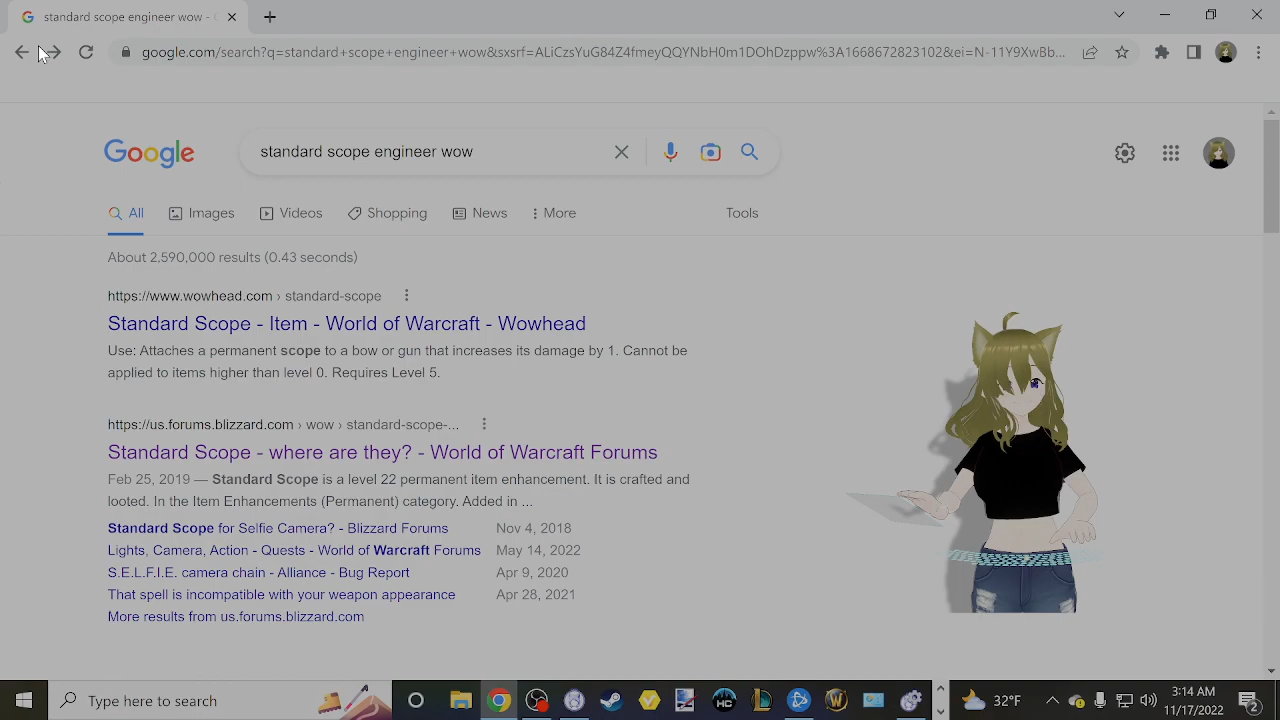 standard scope engineer wow - G
google.com/search?q=standard+scope+engineer+wow&sxsrf=ALiCzsYuG84Z4fmeyQQYNbH0m1DOhDzppw%3A1668672823102&ei=N-11Y9XwBb...
Google
standard scope engineer wow
All
Images
Videos
Shopping
News
More
Tools
About 2,590,000 results (0.43 seconds)
https://www.wowhead.com › standard-scope
Standard Scope - Item - World of Warcraft - Wowhead
Use: Attaches a permanent scope to a bow or gun that increases its damage by 1. Cannot be
applied to items higher than level 0. Requires Level 5.
https://us.forums.blizzard.com › wow › standard-scope-...
Standard Scope - where are they? - World of Warcraft Forums
Feb 25, 2019 — Standard Scope is a level 22 permanent item enhancement. It is crafted and
looted. In the Item Enhancements (Permanent) category. Added in ...
Standard Scope for Selfie Camera? - Blizzard Forums Nov 4, 2018
Lights, Camera, Action - Quests - World of Warcraft Forums May 14, 2022
S.E.L.F.I.E. camera chain - Alliance - Bug Report Apr 9, 2020
That spell is incompatible with your weapon appearance Apr 28, 2021
More results from us.forums.blizzard.com
Type here to search
HC
32°F
3:14 AM
11/17/2022
2